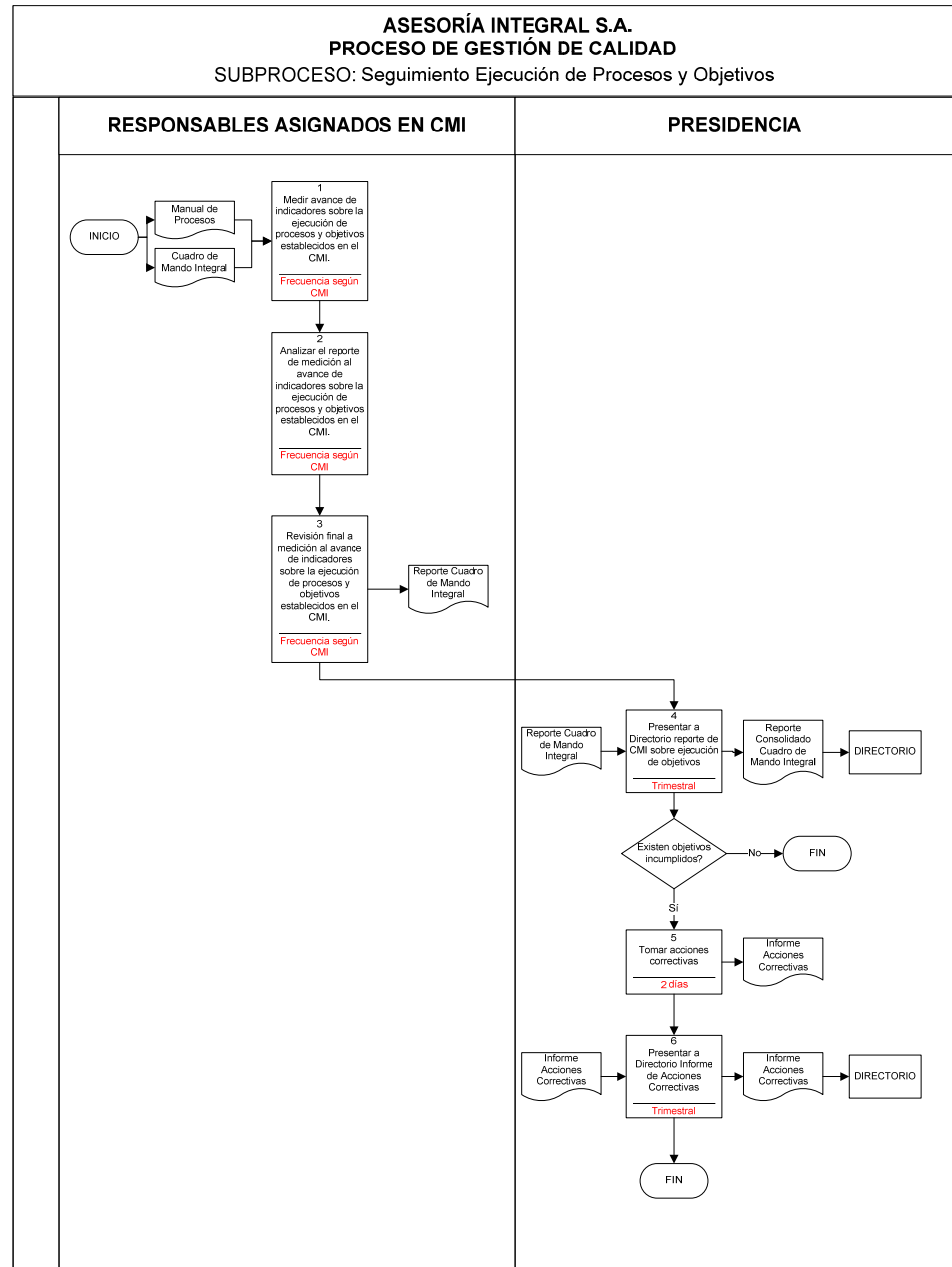 ASESORÍA INTEGRAL S.A.
PROCESO DE GESTIÓN DE CALIDAD
SUBPROCESO: Seguimiento Ejecución de Procesos y Objetivos
RESPONSABLES ASIGNADOS EN CMI
PRESIDENCIA
INICIO
Manual de
Procesos
Cuadro de
Mando Integral
1
Medir avance de
indicadores sobre la
ejecución de
procesos y objetivos
establecidos en el
CMI.
Frecuencia según
CMI
2
Analizar el reporte
de medición al
avance de
indicadores sobre la
ejecución de
procesos y objetivos
establecidos en el
CMI.
Frecuencia según
CMI
3
Revisión final a
medición al avance
de indicadores
sobre la ejecución
de procesos y
objetivos
establecidos en el
CMI.
Frecuencia según
CMI
Reporte Cuadro
de Mando
Integral
Reporte Cuadro
de Mando
Integral
4
Presentar a
Directorio reporte de
CMI sobre ejecución
de objetivos
Trimestral
Reporte
Consolidado
Cuadro de
Mando Integral
DIRECTORIO
Existen objetivos
incumplidos?
No
FIN
Sí
5
Tomar acciones
correctivas
2 días
Informe
Acciones
Correctivas
Informe
Acciones
Correctivas
6
Presentar a
Directorio Informe
de Acciones
Correctivas
Trimestral
Informe
Acciones
Correctivas
DIRECTORIO
FIN